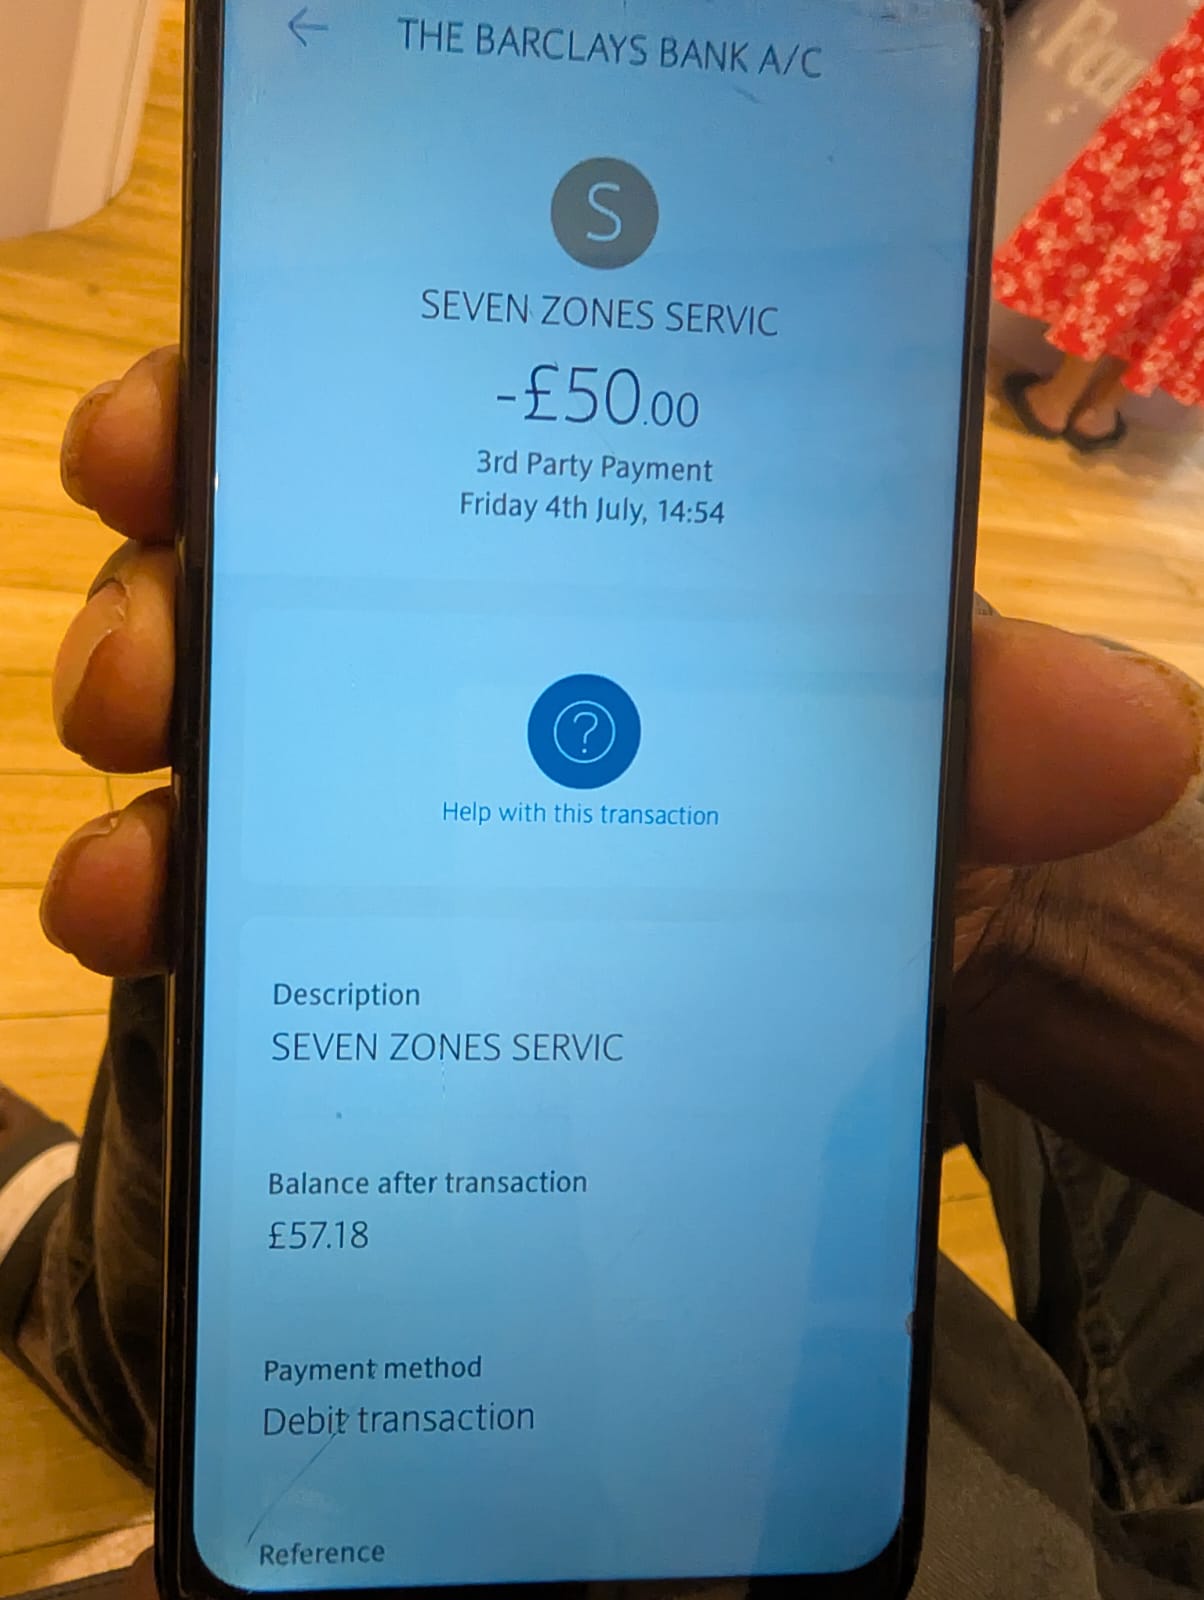 THE BARCLAYS BANK A/C
S
SEVEN ZONES SERVIC
-£50.00
3rd Party Payment
Friday 4th July, 14:54
?
Help with this transaction
Description
SEVEN ZONES SERVIC
Balance after transaction
£57.18
Payment method
Debit transaction
Reference